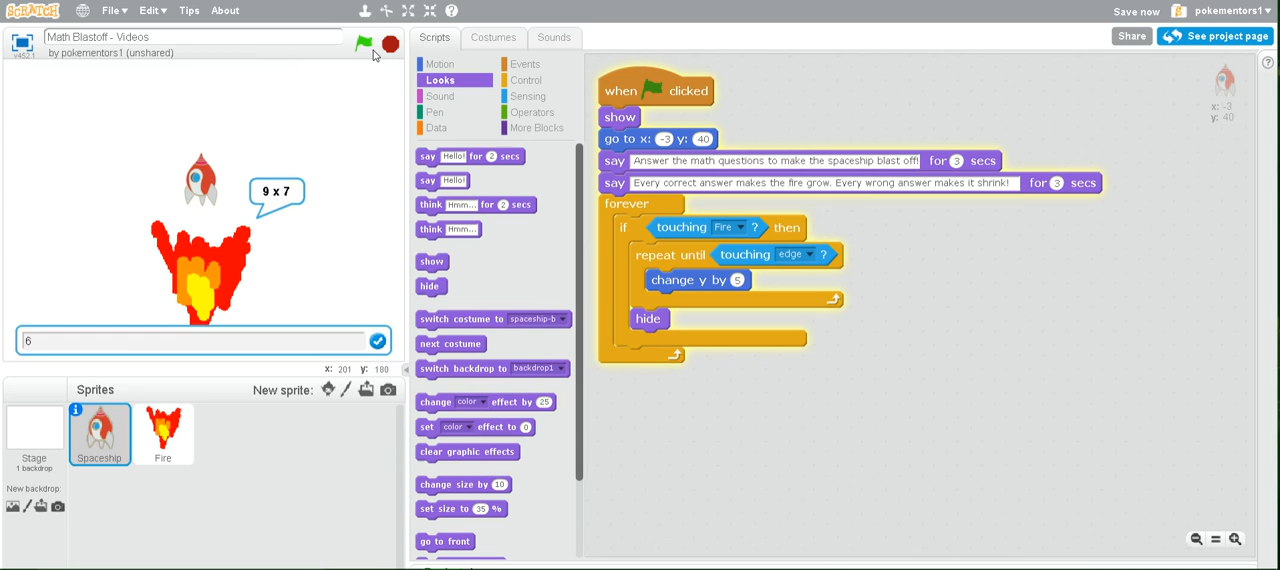 SCRATCH File▼ Edit▼ Tips About Save now pokementors1▼
Math Blastoff - Videos
by pokementors1 (unshared)
v452.1
Share See project page
Scripts Costumes Sounds
Motion Events
Looks Control
Sound Sensing
Pen Operators
Data More Blocks
say Hello! for 2 secs
say Hello!
think Hmm... for 2 secs
think Hmm...
show
hide
switch costume to spaceship-b
next costume
switch backdrop to backdrop1
change color effect by 25
set color effect to 0
clear graphic effects
change size by 10
set size to 35 %
go to front
when clicked
show
go to x: -3 y: 40
say Answer the math questions to make the spaceship blast off! for 3 secs
say Every correct answer makes the fire grow. Every wrong answer makes it shrink! for 3 secs
forever
if touching Fire ? then
repeat until touching edge ?
change y by 5
hide
x: -3
y: 40
9 x 7
6
x: 201 y: 180
Sprites New sprite:
Stage
1 backdrop
New backdrop:
Spaceship
Fire